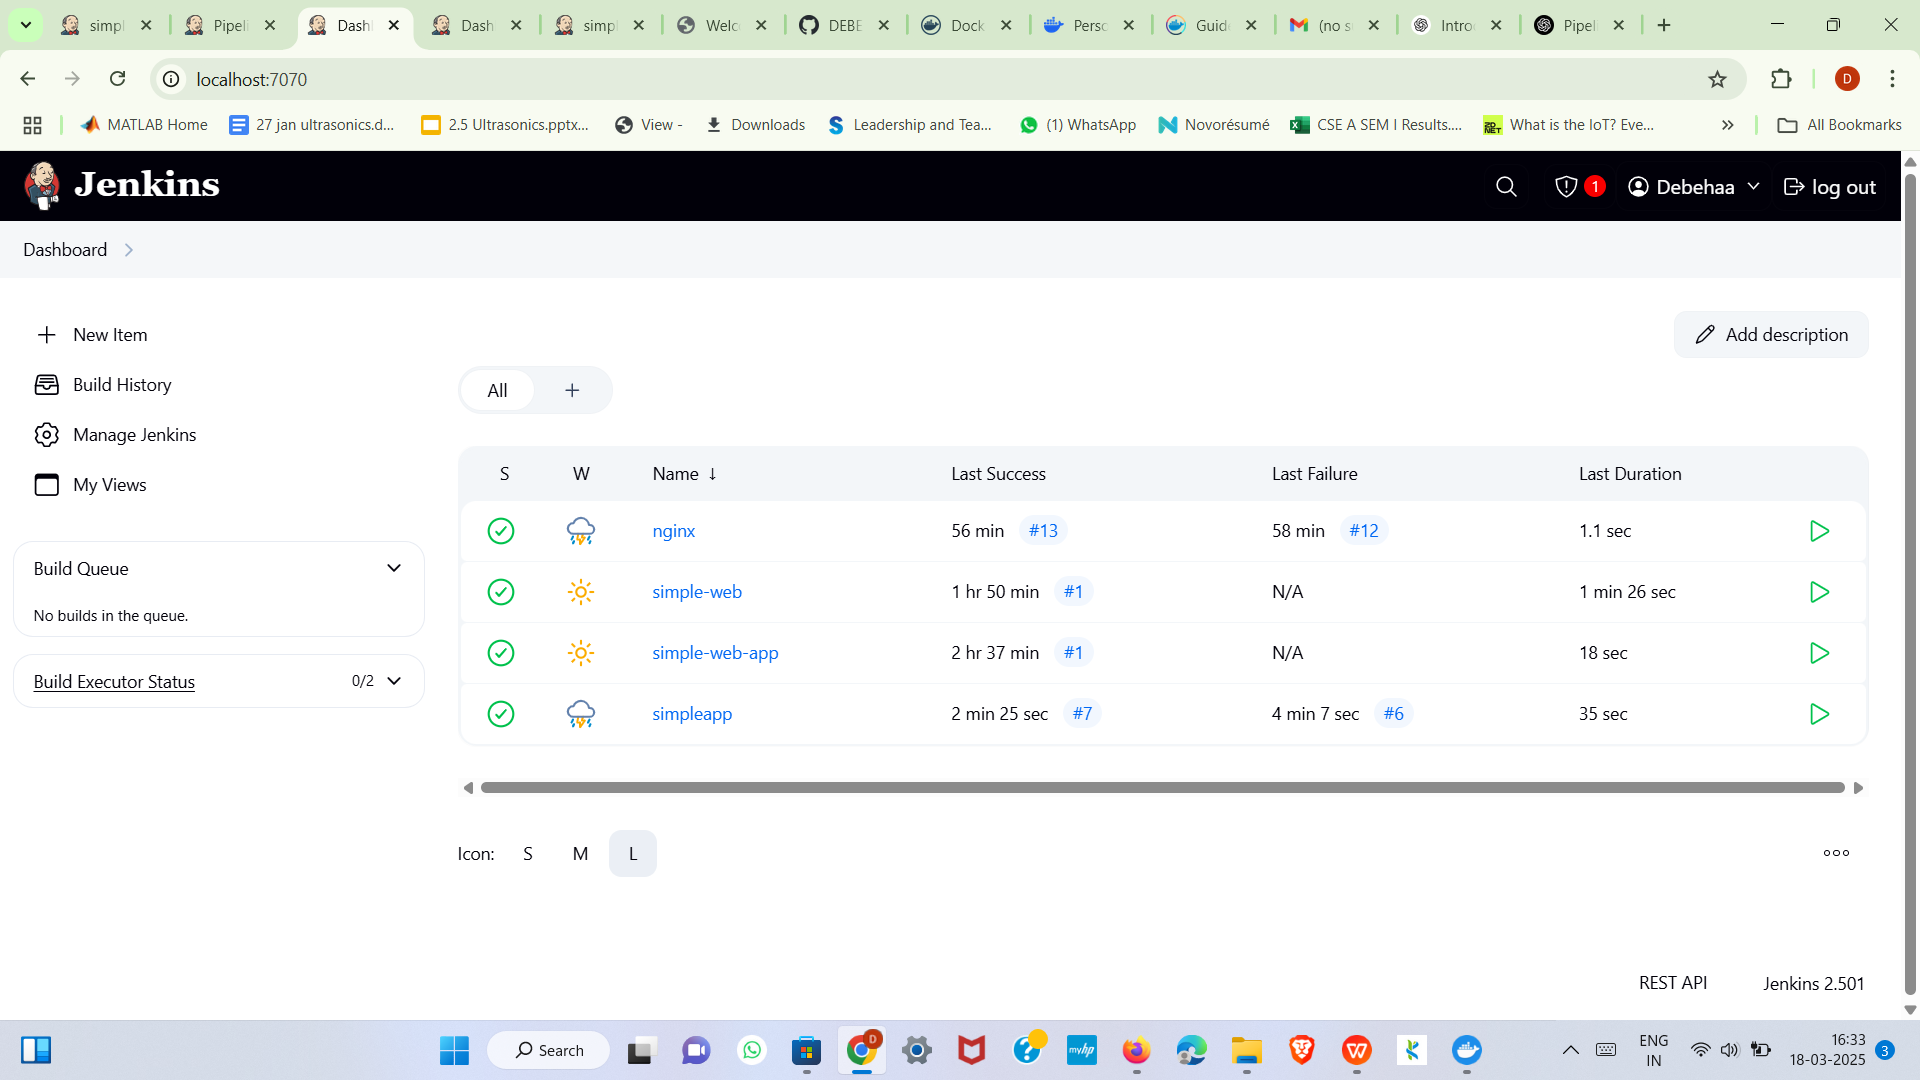 simpl
Pipeli
Dashl
Dash
simpl
Welc
DEBE
Dock
Perso
Guide
(no s
Intro
Pipel
localhost:7070
D
MATLAB Home
27 jan ultrasonics.d...
2.5 Ultrasonics.pptx...
View -
Downloads
Leadership and Tea...
(1) WhatsApp
Novorésumé
CSE A SEM I Results....
What is the IoT? Eve...
All Bookmarks
Jenkins
1
Debehaa
log out
Dashboard
New Item
Build History
Manage Jenkins
My Views
Build Queue
No builds in the queue.
Build Executor Status 0/2
Add description
All +
S W Name ↓ Last Success Last Failure Last Duration
nginx 56 min #13 58 min #12 1.1 sec
simple-web 1 hr 50 min #1 N/A 1 min 26 sec
simple-web-app 2 hr 37 min #1 N/A 18 sec
simpleapp 2 min 25 sec #7 4 min 7 sec #6 35 sec
Icon: S M L
REST API Jenkins 2.501
Search
D
myhp
ENG
IN
16:33
18-03-2025
3